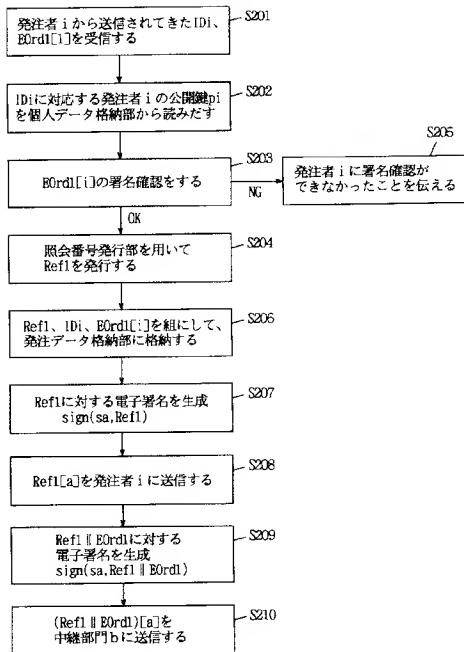 S201
発注者iから送信されてきたIDi、
EOrd1[i]を受信する
S202
IDiに対応する発注者iの公開鍵pi
を個人データ格納部から読みだす
S203
EOrd1[i]の署名確認をする
NG
OK
S205
発注者iに署名確認が
できなかったことを伝える
S204
照会番号発行部を用いて
Ref1を発行する
S206
Ref1、IDi、EOrd1[i]を組にして、
発注データ格納部に格納する
S207
Ref1に対する電子署名を生成
sign(sa,Ref1)
S208
Ref1[a]を発注者iに送信する
S209
Ref1‖EOrd1に対する
電子署名を生成
sign(sa,Ref1‖EOrd1)
S210
(Ref1‖EOrd1)[a]を
中継部門bに送信する